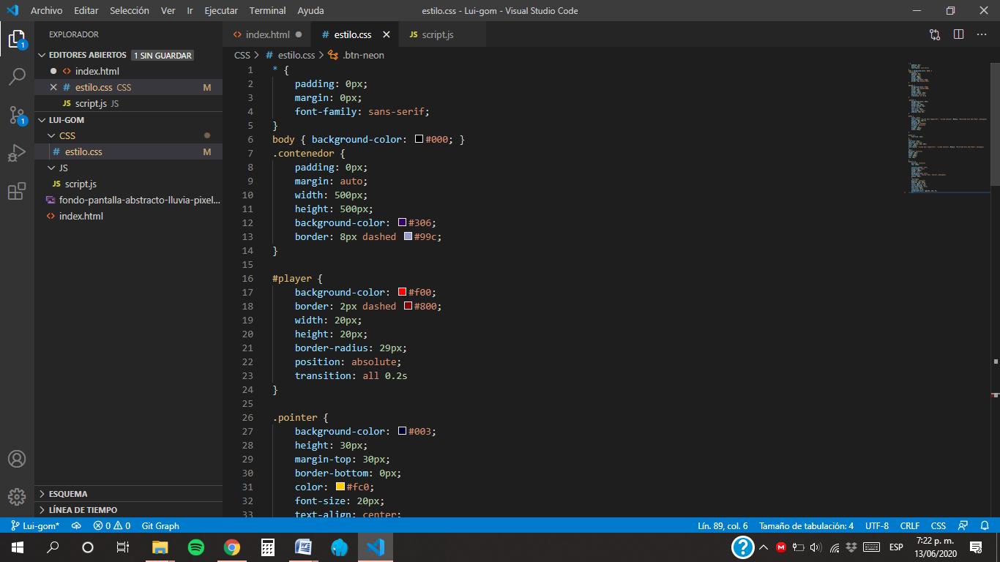 Archivo Editar Selección Ver Ir Ejecutar Terminal Ayuda estilo.css - Lui-gom - Visual Studio Code
EXPLORADOR
index.html estilo.css JS script.js
EDITORES ABIERTOS 1 SIN GUARDAR
index.html
# estilo.css CSS M
JS script.js JS
LUI-GOM
CSS
# estilo.css M
JS
JS script.js
fondo-pantalla-abstracto-lluvia-pixel...
index.html
ESQUEMA
LÍNEA DE TIEMPO
1
1
CSS > # estilo.css > .btn-neon
1 * {
2 padding: 0px;
3 margin: 0px;
4 font-family: sans-serif;
5 }
6 body { background-color: #000; }
7 .contenedor {
8 padding: 0px;
9 margin: auto;
10 width: 500px;
11 height: 500px;
12 background-color: #306;
13 border: 8px dashed #99c;
14 }
15
16 #player {
17 background-color: #f00;
18 border: 2px dashed #800;
19 width: 20px;
20 height: 20px;
21 border-radius: 29px;
22 position: absolute;
23 transition: all 0.2s
24 }
25
26 .pointer {
27 background-color: #003;
28 height: 30px;
29 margin-top: 30px;
30 border-bottom: 0px;
31 color: #fc0;
32 font-size: 20px;
33 text-align: center;
Lui-gom* 0 0 Git Graph Lín. 89, col. 6 Tamaño de tabulación: 4 UTF-8 CRLF CSS
ESP 7:22 p. m.
13/06/2020